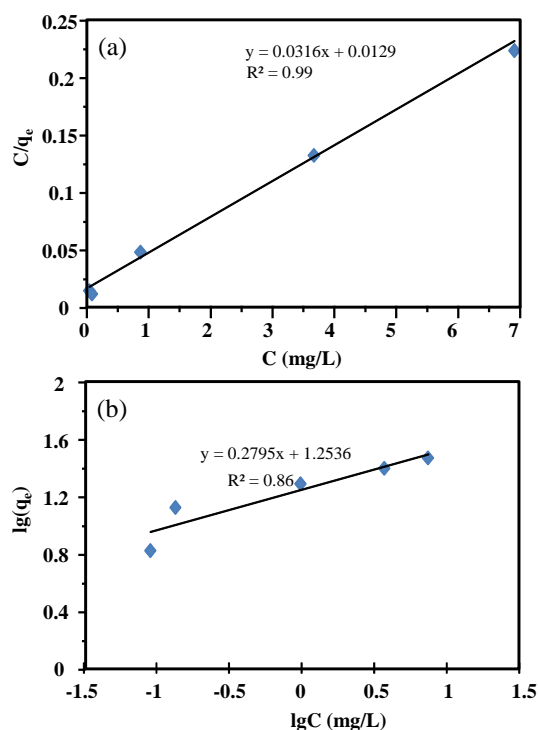 (a)
y = 0.0316x + 0.0129
R² = 0.99
0.25
0.2
0.15
0.1
0.05
0
C/qₑ
0 1 2 3 4 5 6 7
C (mg/L)
(b)
y = 0.2795x + 1.2536
R² = 0.86
2
1.6
1.2
0.8
0.4
0
lg(qₑ)
-1.5 -1 -0.5 0 0.5 1 1.5
lgC (mg/L)